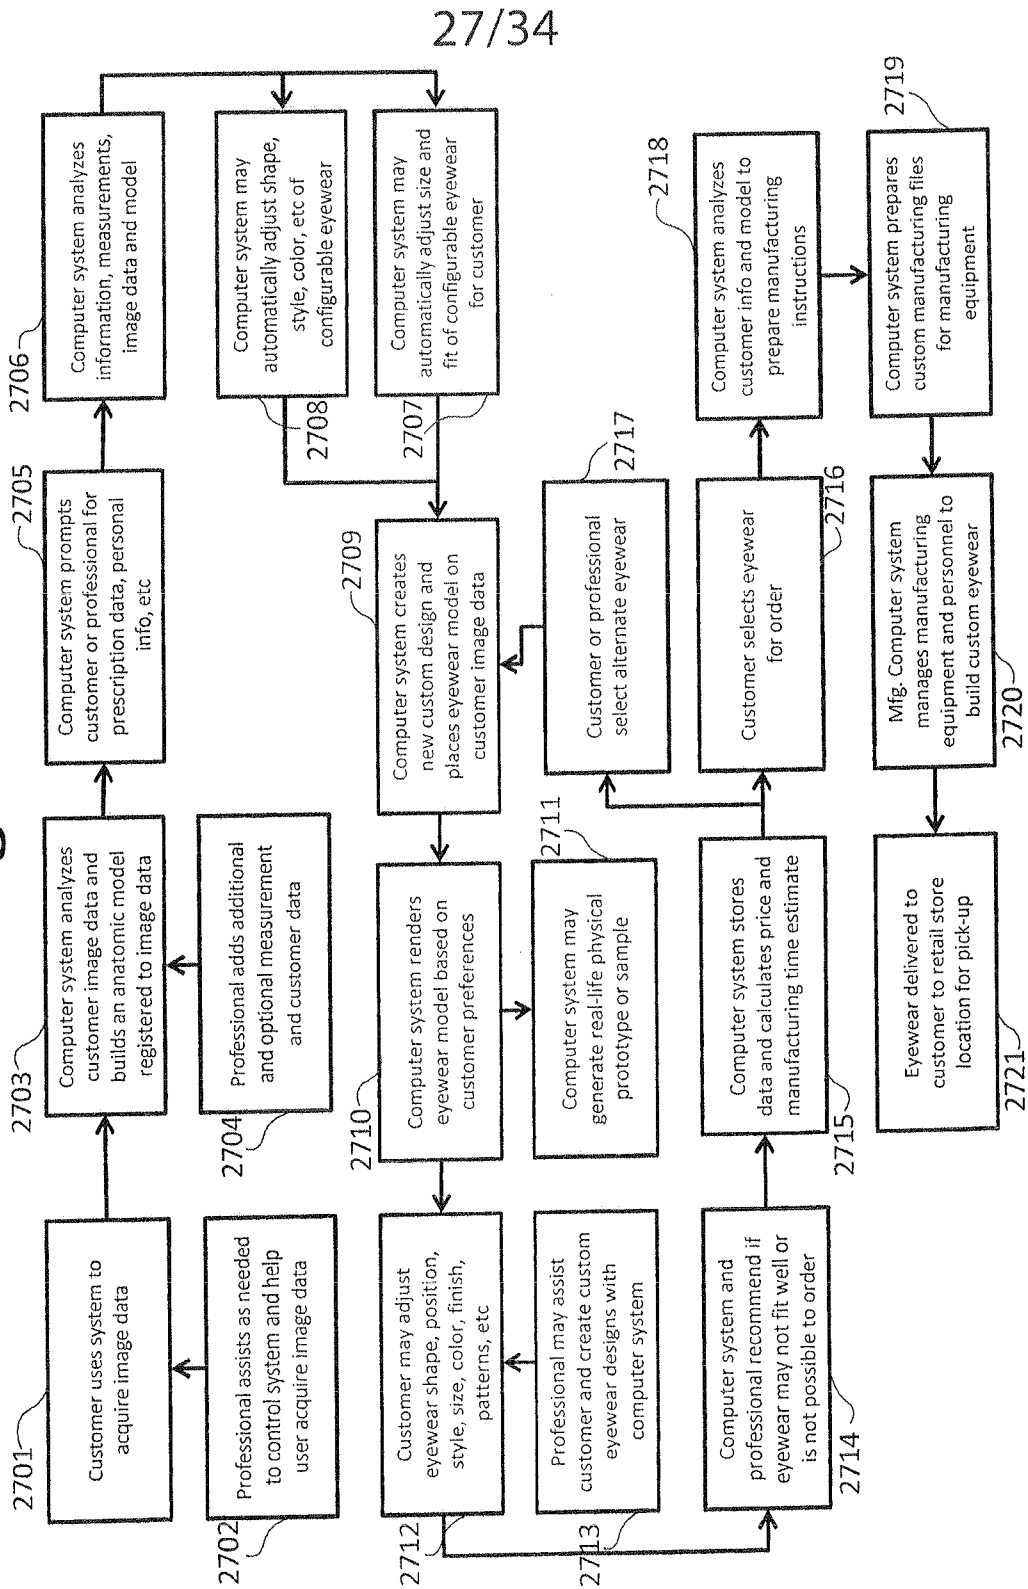 27/34
2701
Customer uses system to
acquire image data
2702
Professional assists as needed
to control system and help
user acquire image data
2703
Computer system analyzes
customer image data and
builds an anatomic model
registered to image data
2704
Professional adds additional
and optional measurement
and customer data
2705
Computer system prompts
customer or professional for
prescription data, personal
info, etc
2706
Computer system analyzes
information, measurements,
image data and model
2708
Computer system may
automatically adjust shape,
style, color, etc of
configurable eyewear
2707
Computer system may
automatically adjust size and
fit of configurable eyewear
for customer
2709
Computer system creates
new custom design and
places eyewear model on
customer image data
2710
Computer system renders
eyewear model based on
customer preferences
2711
Computer system may
generate real-life physical
prototype or sample
2712
Customer may adjust
eyewear shape, position,
style, size, color, finish,
patterns, etc
2713
Professional may assist
customer and create custom
eyewear designs with
computer system
2714
Computer system and
professional recommend if
eyewear may not fit well or
is not possible to order
2715
Computer system stores
data and calculates price and
manufacturing time estimate
2717
Customer or professional
select alternate eyewear
2716
Customer selects eyewear
for order
2718
Computer system analyzes
customer info and model to
prepare manufacturing
instructions
2719
Computer system prepares
custom manufacturing files
for manufacturing
equipment
2720
Mfg. Computer system
manages manufacturing
equipment and personnel to
build custom eyewear
2721
Eyewear delivered to
customer to retail store
location for pick-up